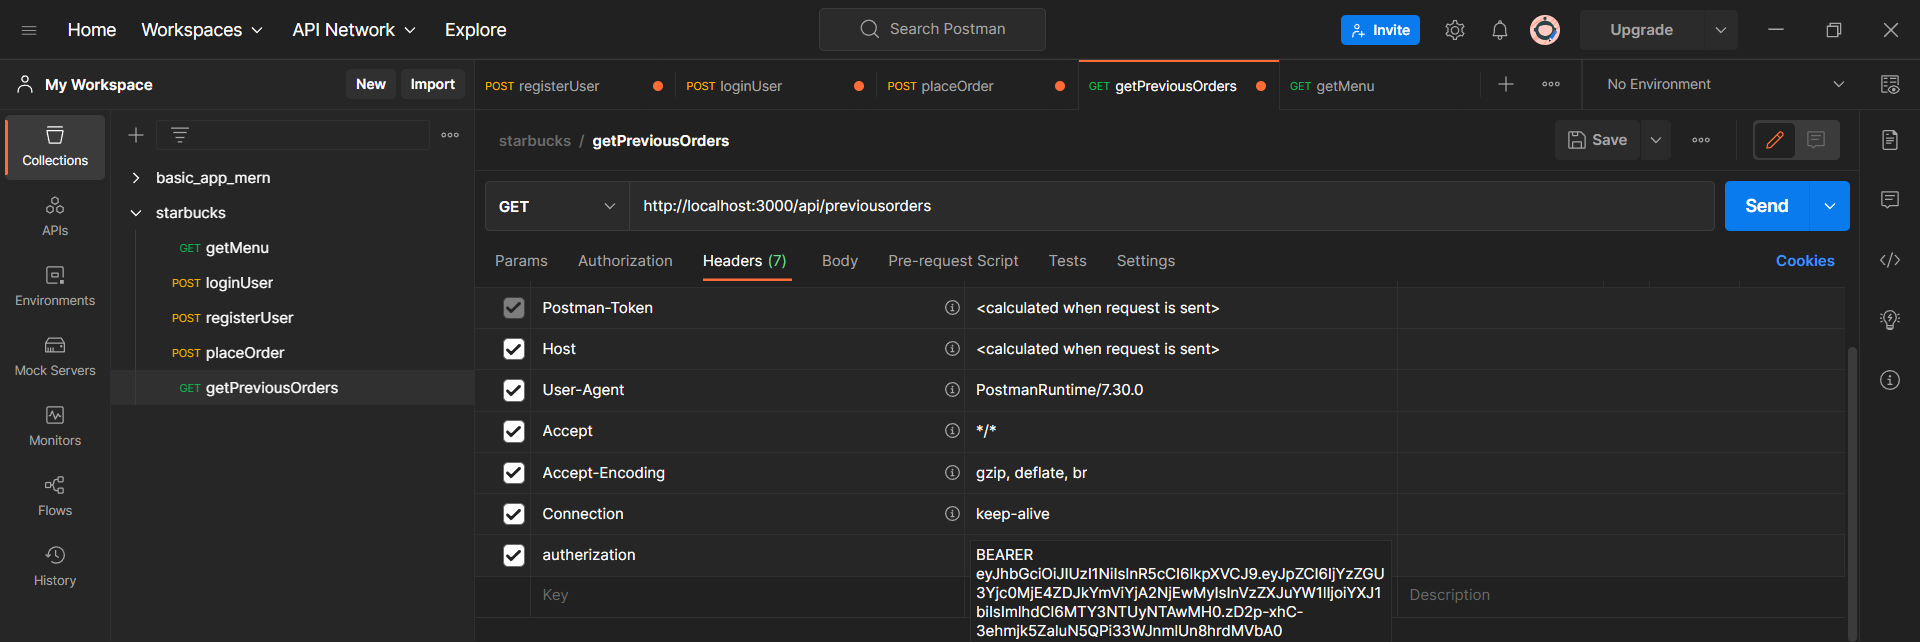 Home
Workspaces
API Network
Explore
Search Postman
Invite
Upgrade
My Workspace
New
Import
POST registerUser
POST loginUser
POST placeOrder
GET getPreviousOrders
GET getMenu
No Environment
Collections
APIs
Environments
Mock Servers
Monitors
Flows
History
basic_app_mern
starbucks
GET getMenu
POST loginUser
POST registerUser
POST placeOrder
GET getPreviousOrders
starbucks / getPreviousOrders
Save
GET
http://localhost:3000/api/previousorders
Send
Params
Authorization
Headers (7)
Body
Pre-request Script
Tests
Settings
Cookies
Postman-Token <calculated when request is sent>
Host <calculated when request is sent>
User-Agent PostmanRuntime/7.30.0
Accept */*
Accept-Encoding gzip, deflate, br
Connection keep-alive
autherization BEARER
eyJhbGciOiJIUzI1NiIsInR5cCI6IkpXVCJ9.eyJpZCI6IjYzZGU
3Yjc0MjE4ZDJkYmViYjA2NjEwMyIsInVzZXJuYW1lIjoiYXJ1
biIsImlhdCI6MTY3NTUyNTAwMH0.zD2p-xhC-
3ehmjk5ZaluN5QPi33WJnmlUn8hrdMVbA0
Key
Description